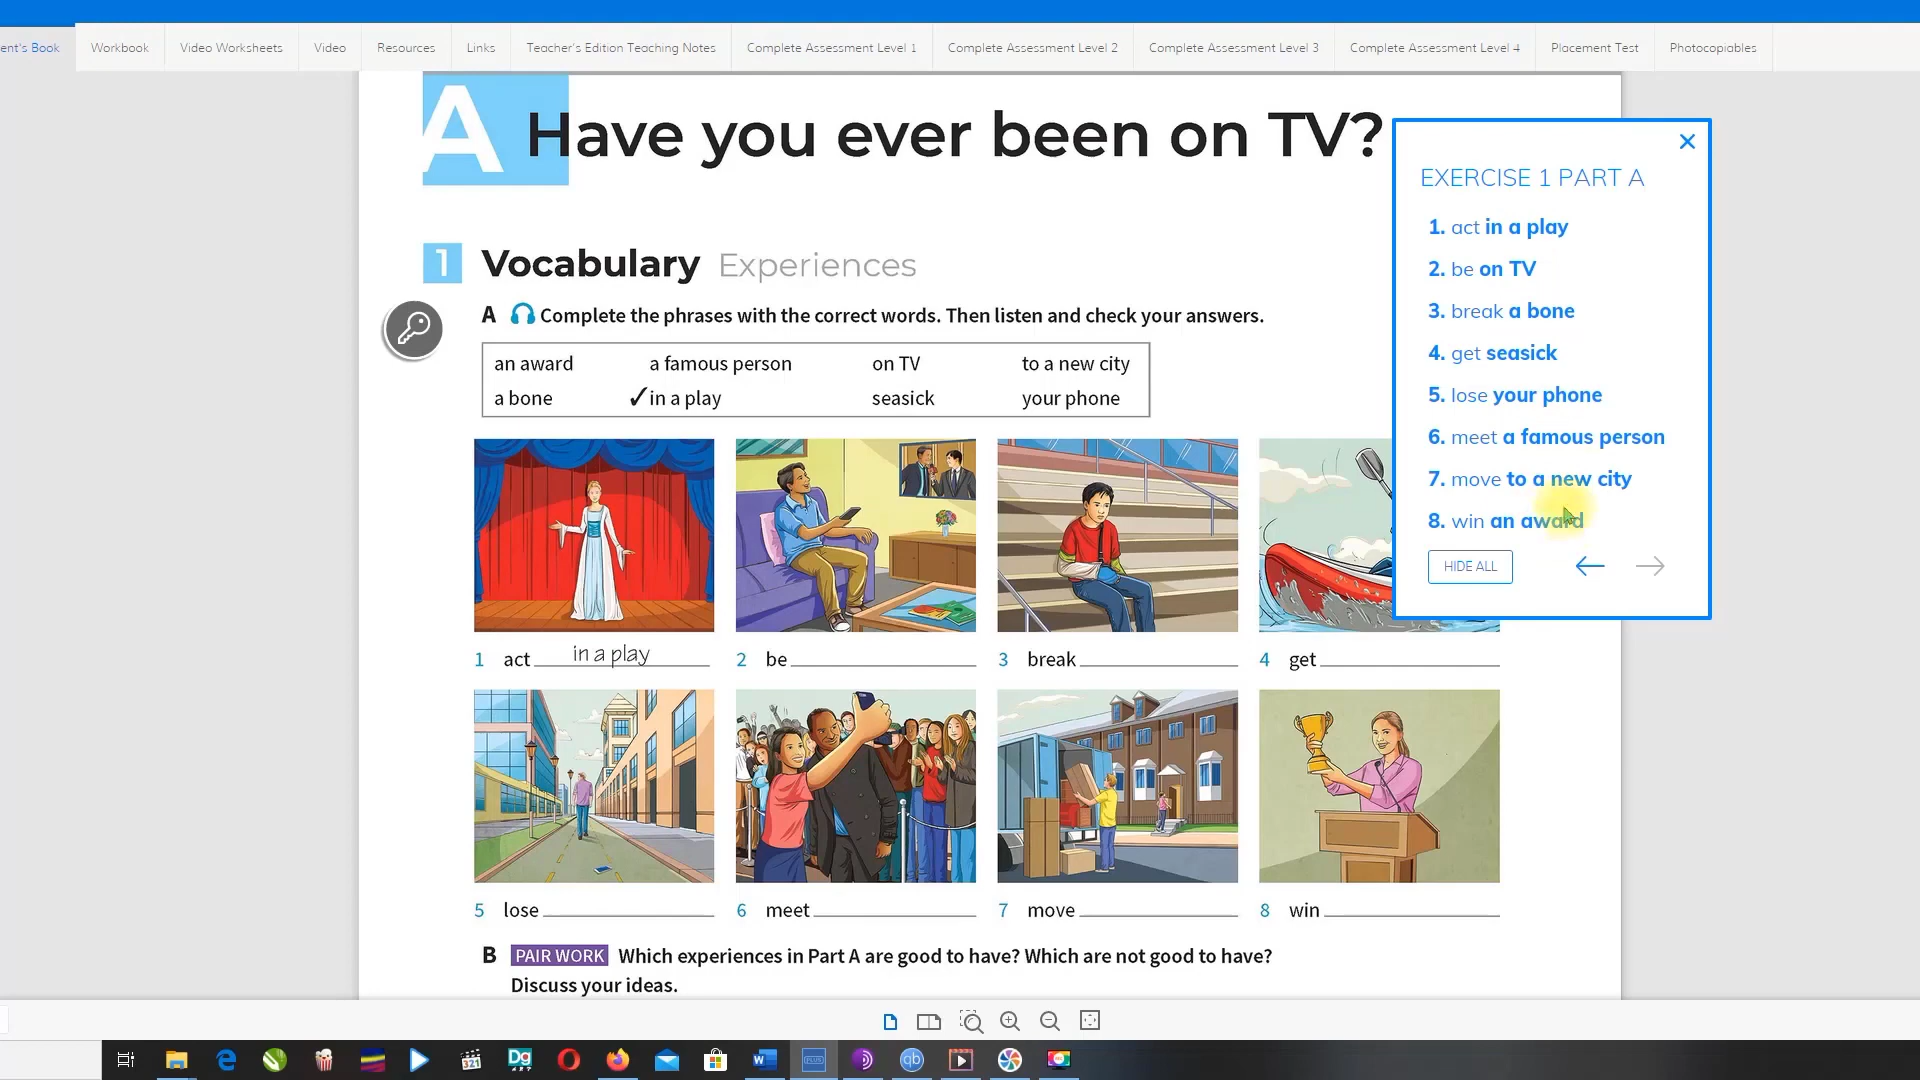 ent's Book Workbook Video Worksheets Video Resources Links Teacher's Edition Teaching Notes Complete Assessment Level 1 Complete Assessment Level 2 Complete Assessment Level 3 Complete Assessment Level 4 Placement Test Photocopiables
A Have you ever been on TV?
1 Vocabulary Experiences
A Complete the phrases with the correct words. Then listen and check your answers.
an award a famous person on TV to a new city
a bone ✓in a play seasick your phone
1 act in a play 2 be 3 break 4 get
5 lose 6 meet 7 move 8 win
B PAIR WORK Which experiences in Part A are good to have? Which are not good to have?
Discuss your ideas.
EXERCISE 1 PART A
1. act in a play
2. be on TV
3. break a bone
4. get seasick
5. lose your phone
6. meet a famous person
7. move to a new city
8. win an award
HIDE ALL
321 Dg qb PLUS